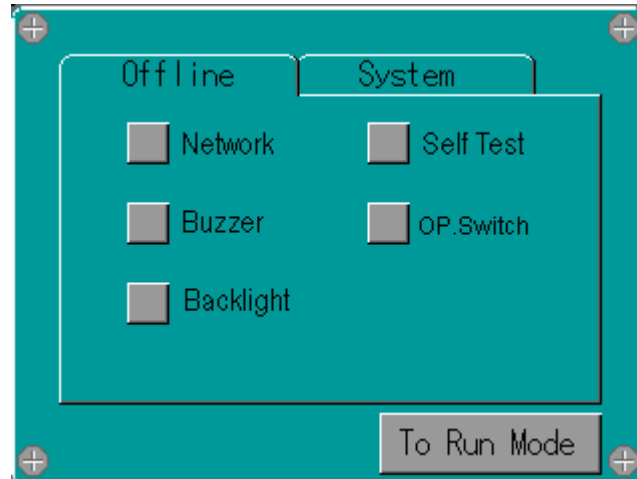 Offline System
Network Self Test
Buzzer OP.Switch
Backlight
To Run Mode